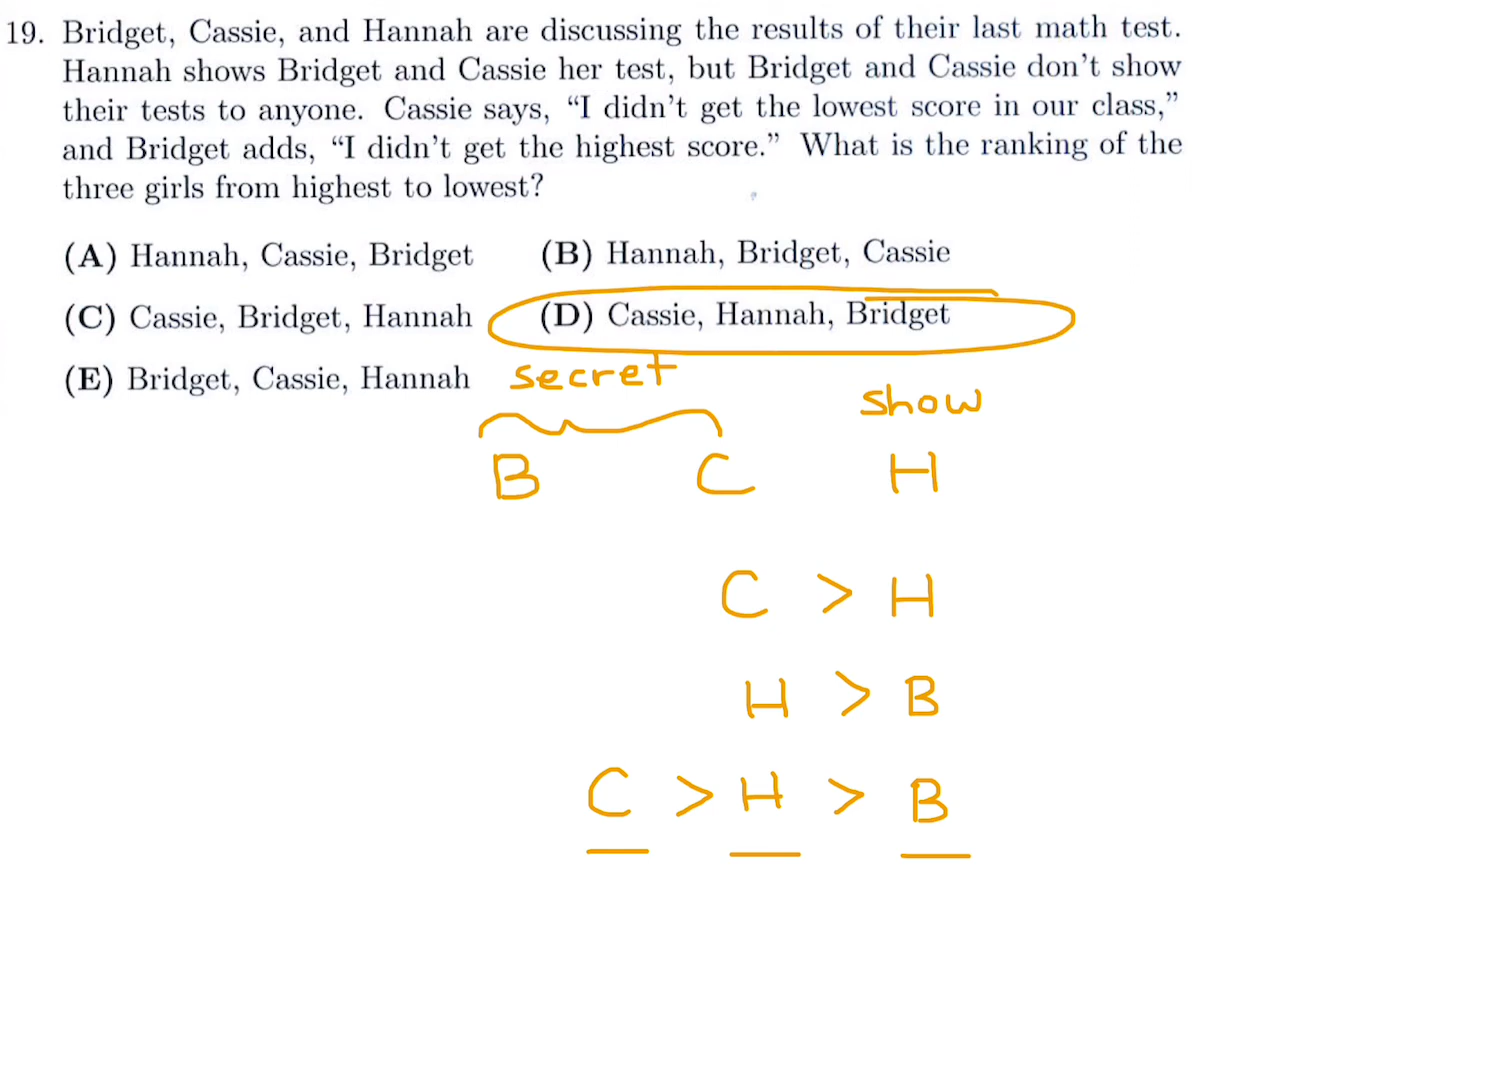 19. Bridget, Cassie, and Hannah are discussing the results of their last math test.
Hannah shows Bridget and Cassie her test, but Bridget and Cassie don't show
their tests to anyone. Cassie says, “I didn't get the lowest score in our class,”
and Bridget adds, “I didn't get the highest score.” What is the ranking of the
three girls from highest to lowest?
(A) Hannah, Cassie, Bridget (B) Hannah, Bridget, Cassie
(C) Cassie, Bridget, Hannah (D) Cassie, Hannah, Bridget
(E) Bridget, Cassie, Hannah
secret
show
B C H
C > H
H > B
C > H > B